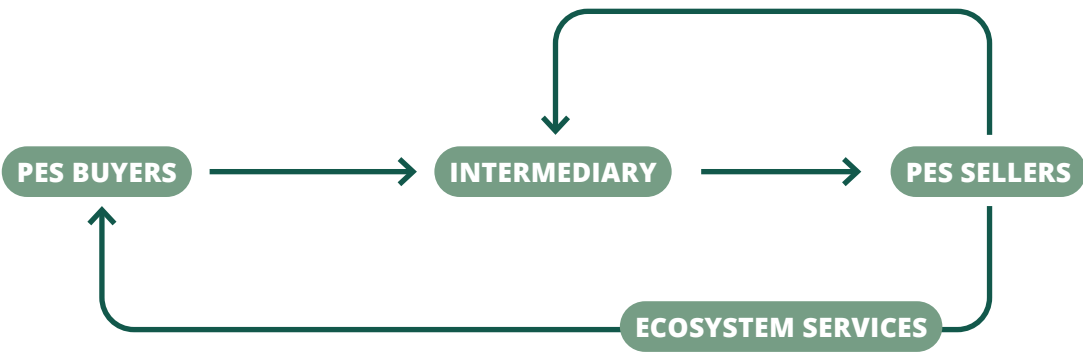 PES BUYERS
INTERMEDIARY
PES SELLERS
ECOSYSTEM SERVICES